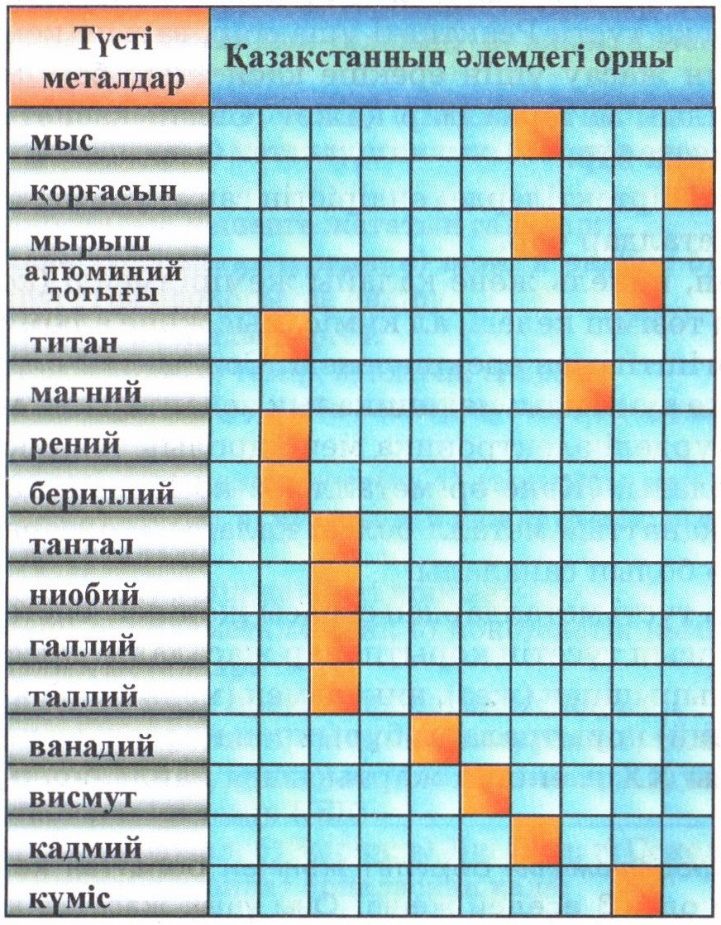 Түсті
металдар
Қазақстанның әлемдегі орны
мыс
қорғасын
мырыш
алюминий
тотығы
титан
магний
рений
бериллий
тантал
ниобий
галлий
таллий
ванадий
висмут
кадмий
күміс